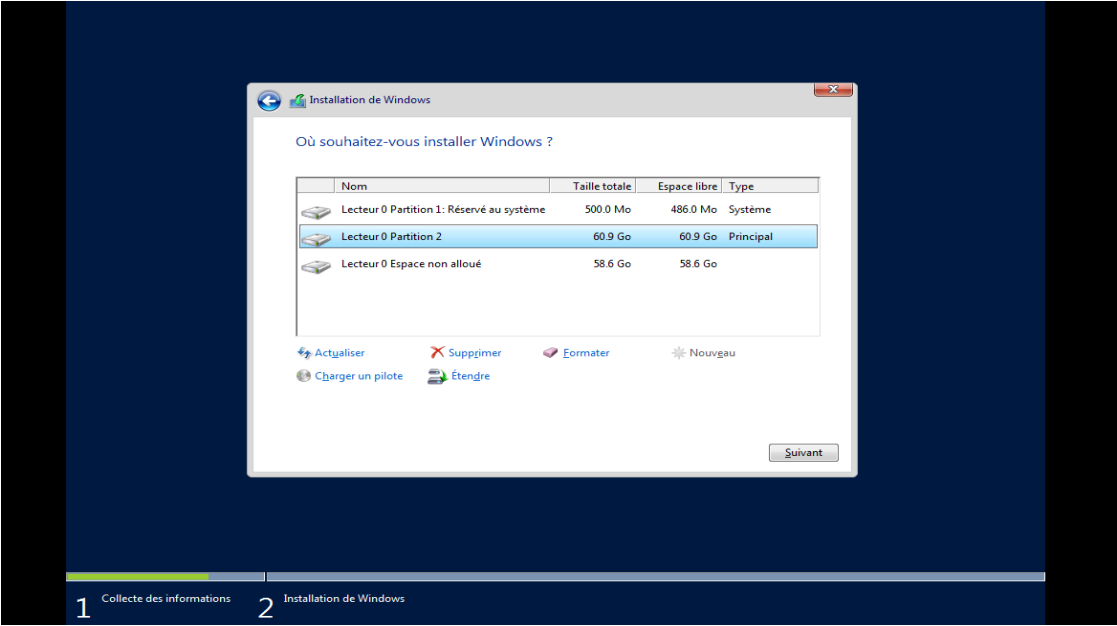 Installation de Windows
Où souhaitez-vous installer Windows ?
Nom Taille totale Espace libre Type
Lecteur 0 Partition 1: Réservé au système 500.0 Mo 486.0 Mo Système
Lecteur 0 Partition 2 60.9 Go 60.9 Go Principal
Lecteur 0 Espace non alloué 58.6 Go 58.6 Go
Actualiser Supprimer Formater Nouveau
Charger un pilote Étendre
Suivant
1 Collecte des informations 2 Installation de Windows